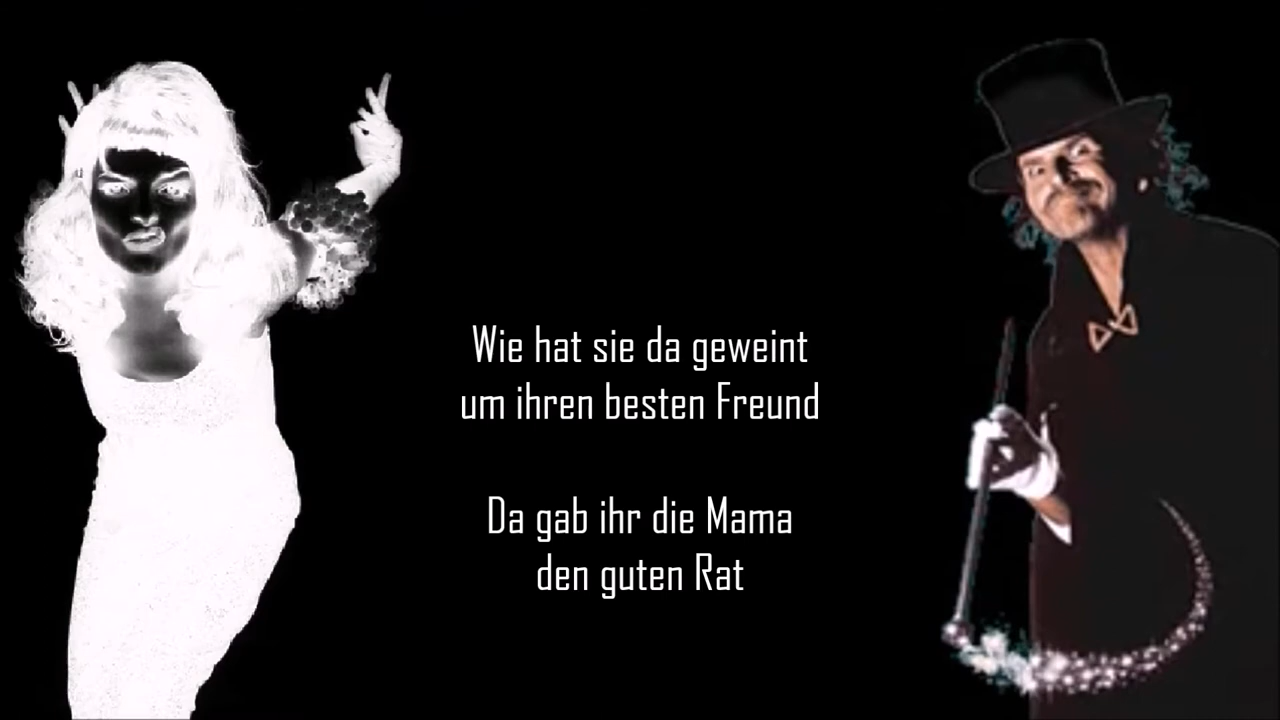 Wie hat sie da geweint
um ihren besten Freund
Da gab ihr die Mama
den guten Rat